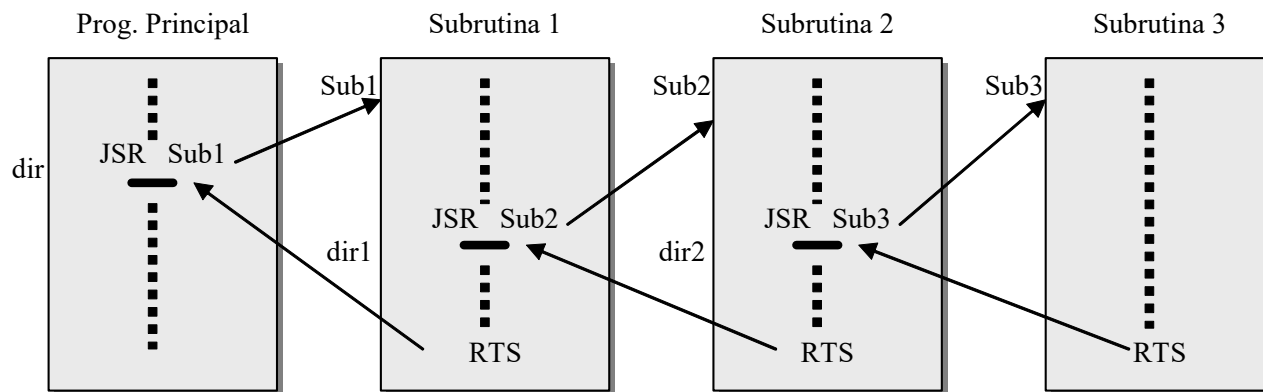 Prog. Principal
Subrutina 1
Subrutina 2
Subrutina 3
Sub1
Sub2
Sub3
JSR Sub1
dir
JSR Sub2
JSR Sub3
dir1
dir2
RTS
RTS
RTS